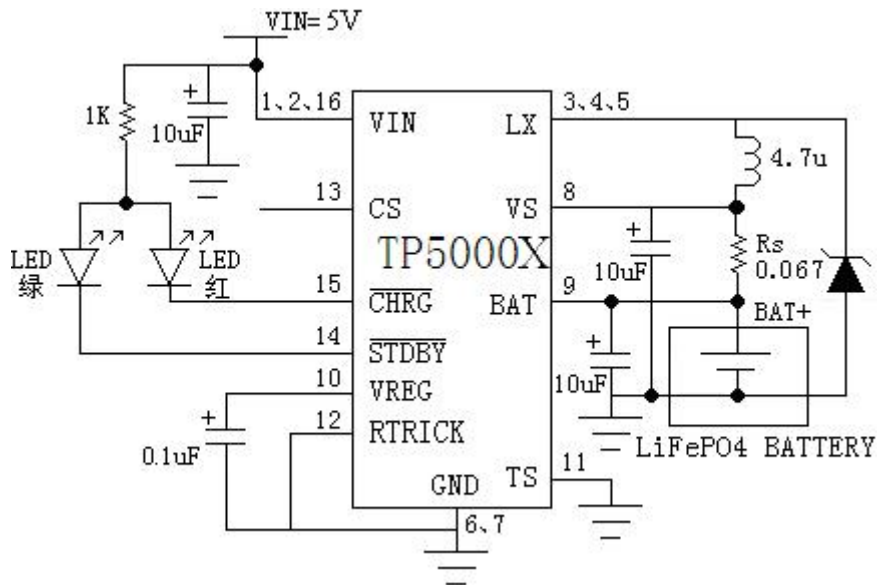 VIN=5V
1K
10uF
1、2、16
VIN
LX
3、4、5
4.7u
13
CS
VS
8
TP5000X
LED
绿
LED
红
10uF
Rs
0.067
15
CHRG
BAT
9
BAT+
14
STDBY
10
VREG
10uF
12
RTRICK
0.1uF
LiFePO4 BATTERY
TS
11
GND
6、7